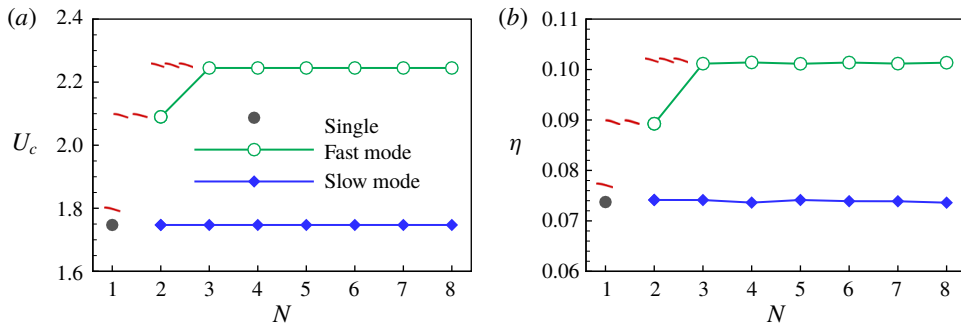 (a)
2.4
2.2
2.0
1.8
1.6
U_c
Single
Fast mode
Slow mode
1 2 3 4 5 6 7 8
N
(b)
0.11
0.10
0.09
0.08
0.07
0.06
η
1 2 3 4 5 6 7 8
N